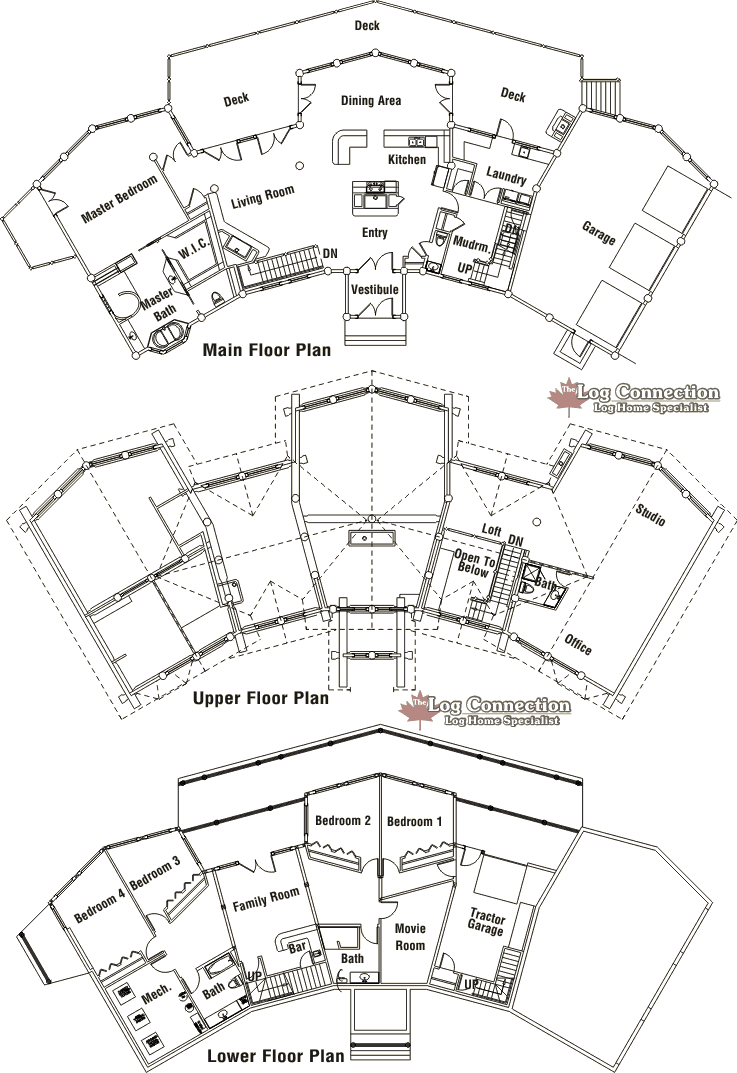 Deck
Deck
Dining Area
Deck
Kitchen
Master Bedroom
Living Room
Laundry
W.I.C.
Entry
Mudrm.
DN
Garage
DN
UP
Master
Bath
Vestibule
Main Floor Plan
The
Log Connection
Log Home Specialist
Studio
Loft
DN
Open To
Below
Bath
Office
Upper Floor Plan
The
Log Connection
Log Home Specialist
Bedroom 2
Bedroom 1
Bedroom 3
Bedroom 4
Family Room
Tractor
Garage
Movie
Room
Bar
Bath
UP
Mech.
Bath
UP
Lower Floor Plan